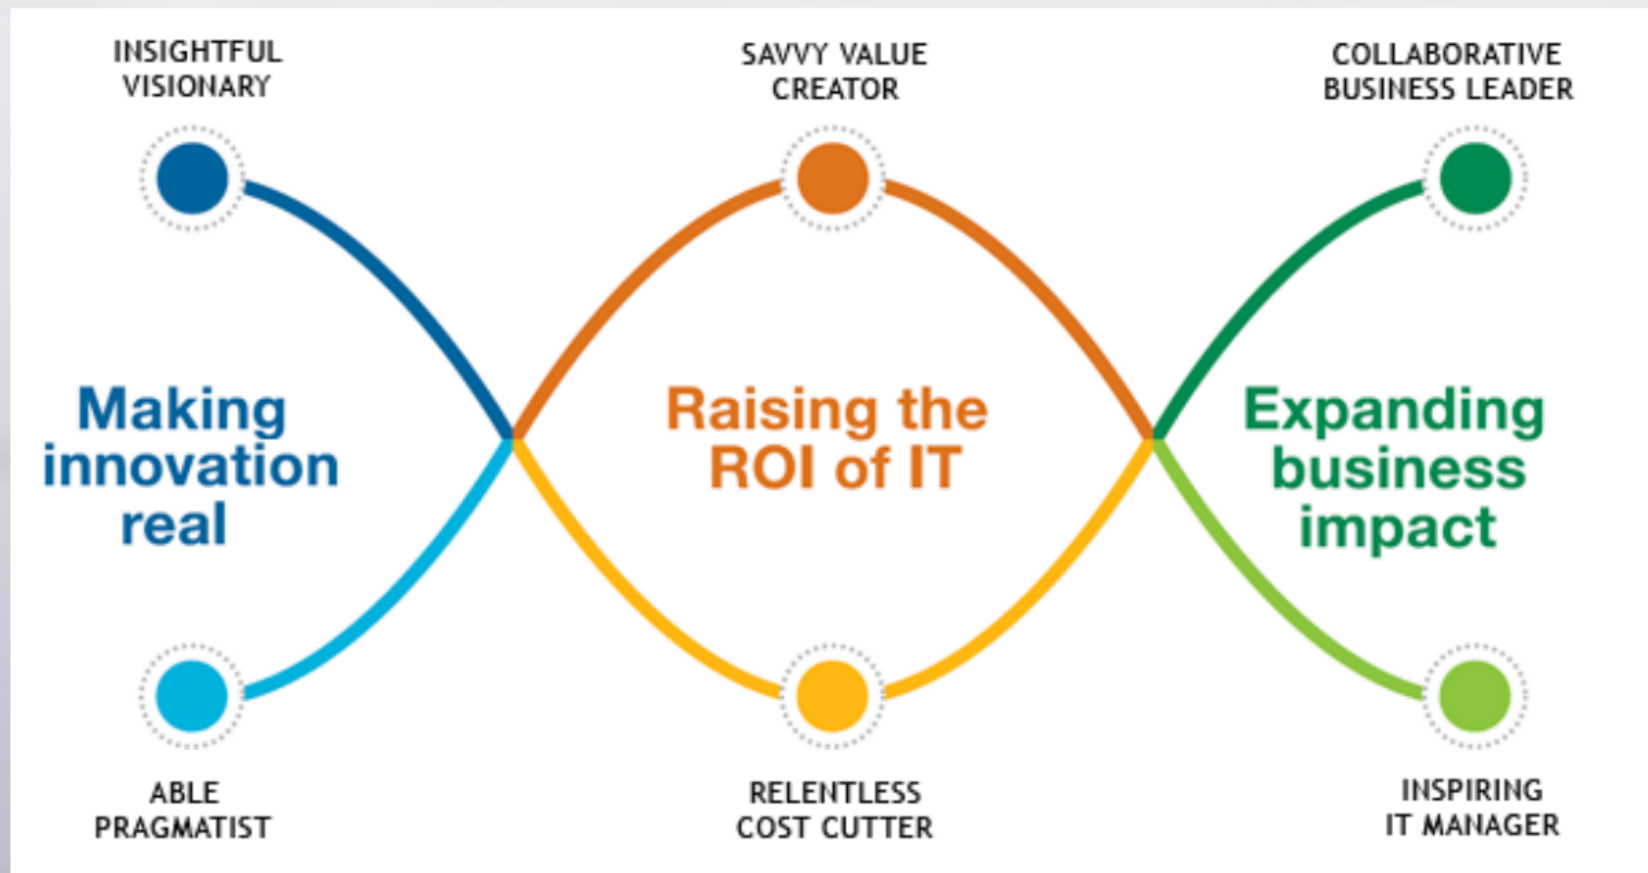 INSIGHTFUL
VISIONARY
SAVVY VALUE
CREATOR
COLLABORATIVE
BUSINESS LEADER
Making
innovation
real
Raising the
ROI of IT
Expanding
business
impact
ABLE
PRAGMATIST
RELENTLESS
COST CUTTER
INSPIRING
IT MANAGER